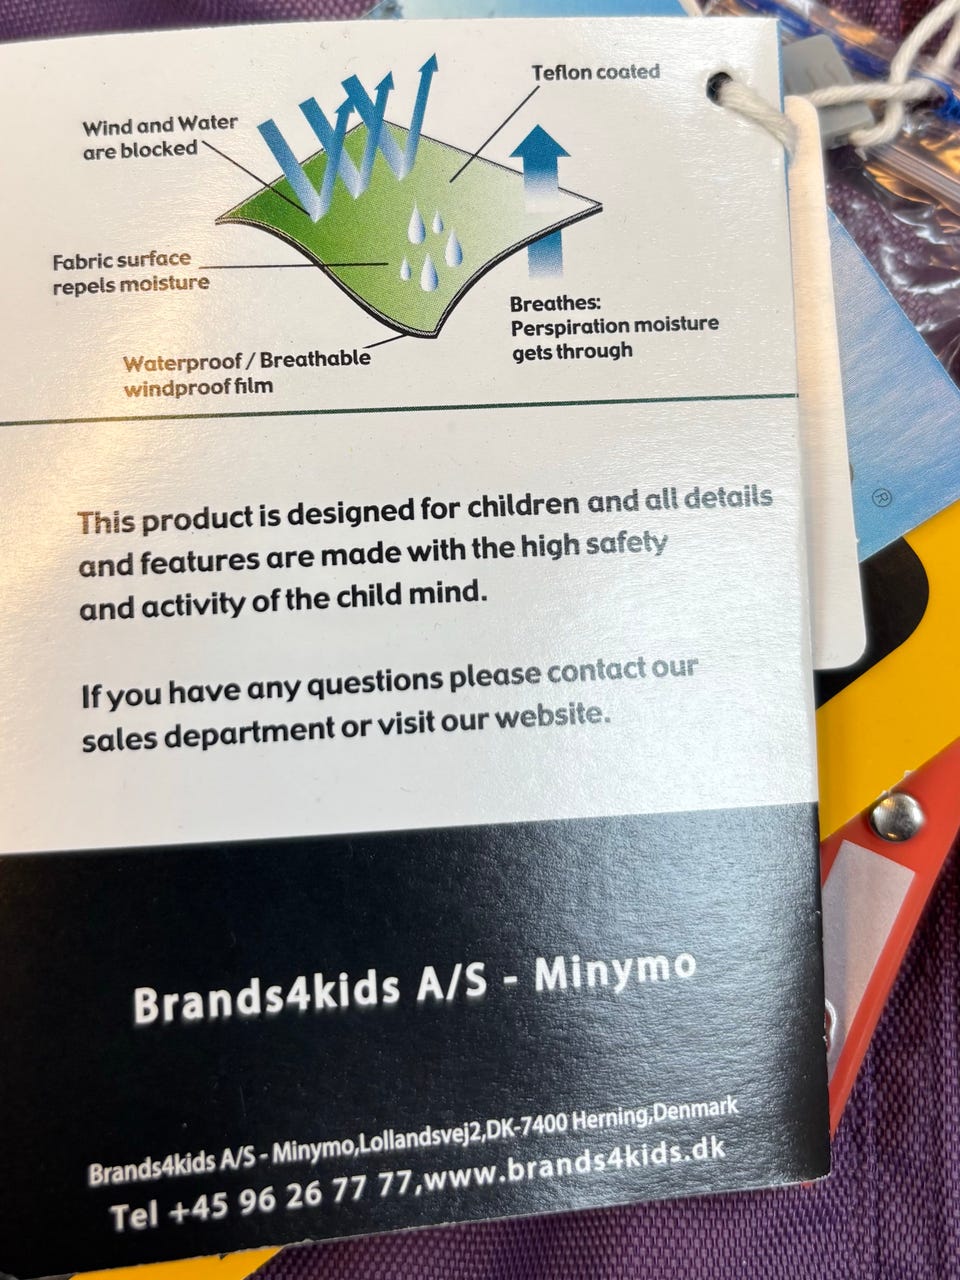 Teflon coated
Wind and Water
are blocked
Fabric surface
repels moisture
Breathes:
Perspiration moisture
gets through
Waterproof / Breathable
windproof film
This product is designed for children and all details
and features are made with the high safety
and activity of the child mind.
If you have any questions please contact our
sales department or visit our website.
Brands4kids A/S - Minymo
Brands4kids A/S - Minymo,Lollandsvej2,DK-7400 Herning,Denmark
Tel +45 96 26 77 77,www.brands4kids.dk
®